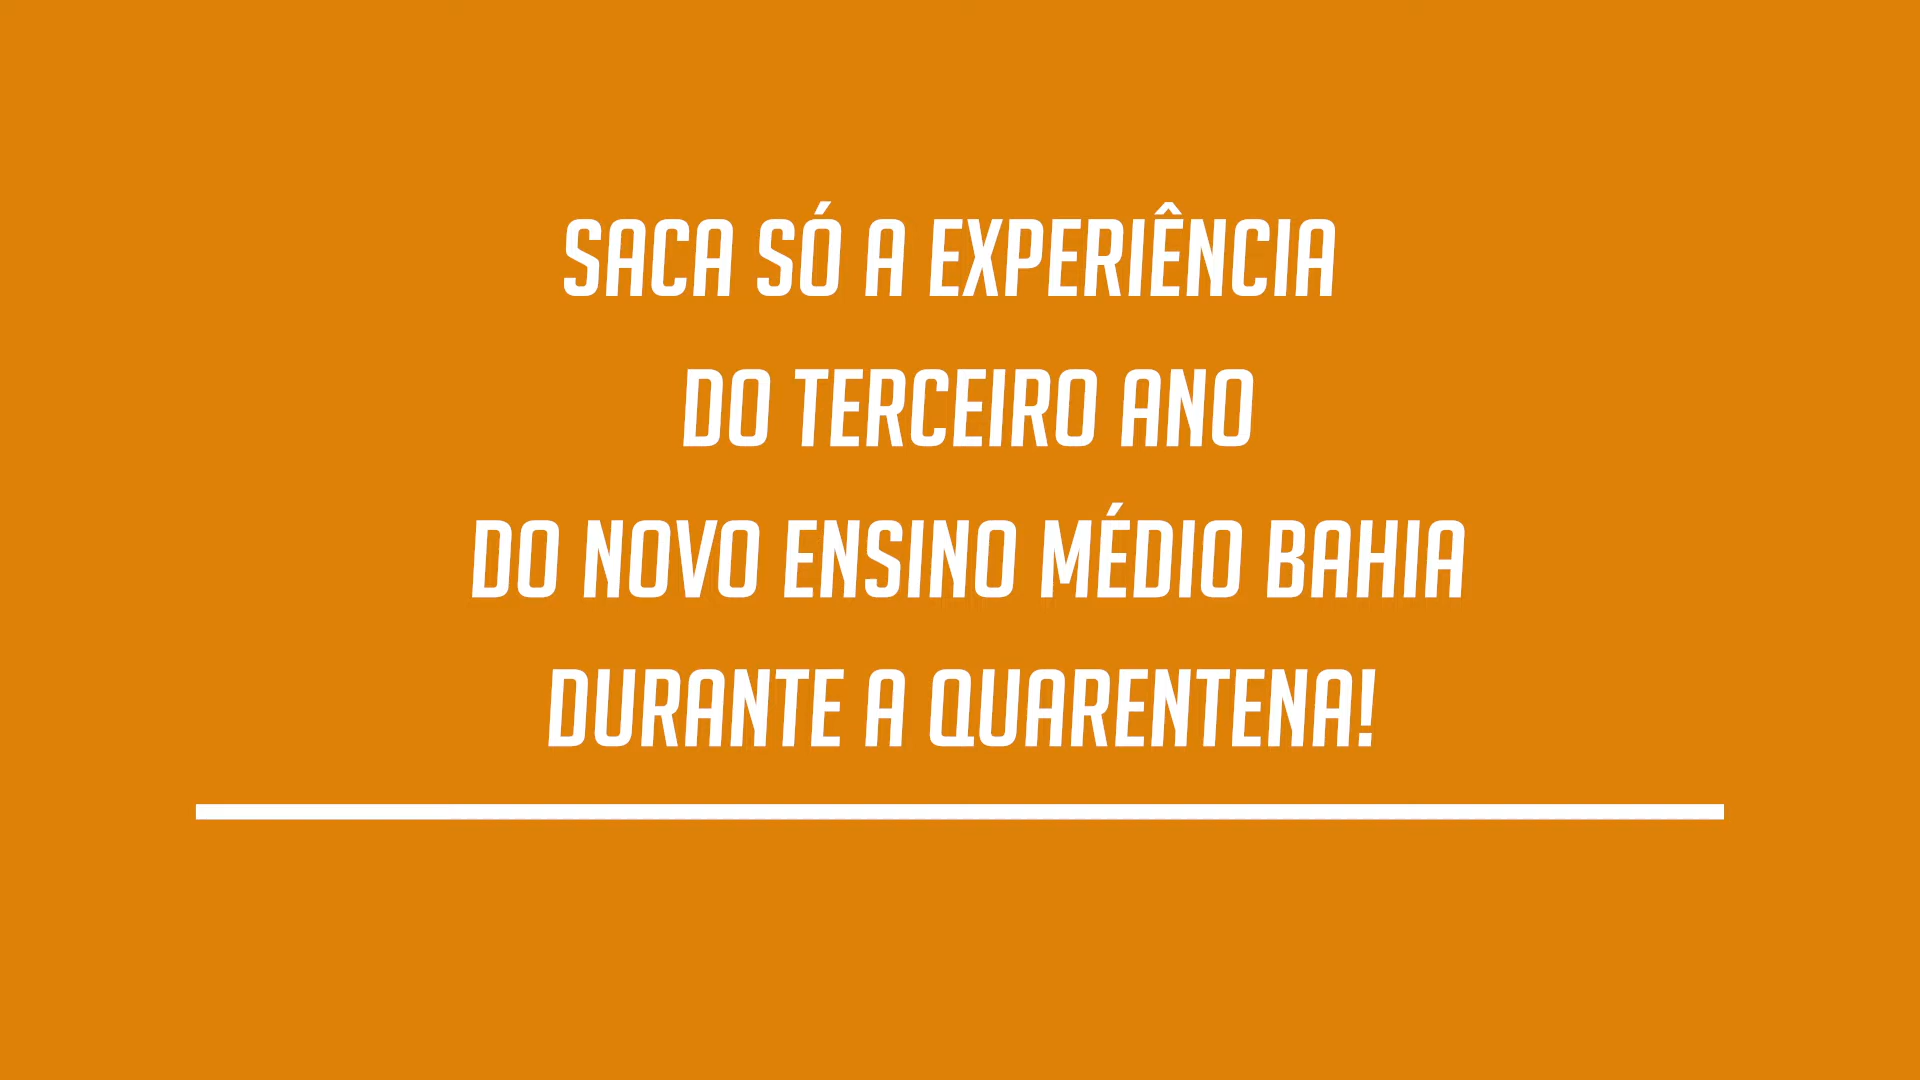 SACA SÓ A EXPERIÊNCIA
DO TERCEIRO ANO
DO NOVO ENSINO MÉDIO BAHIA
DURANTE A QUARENTENA!